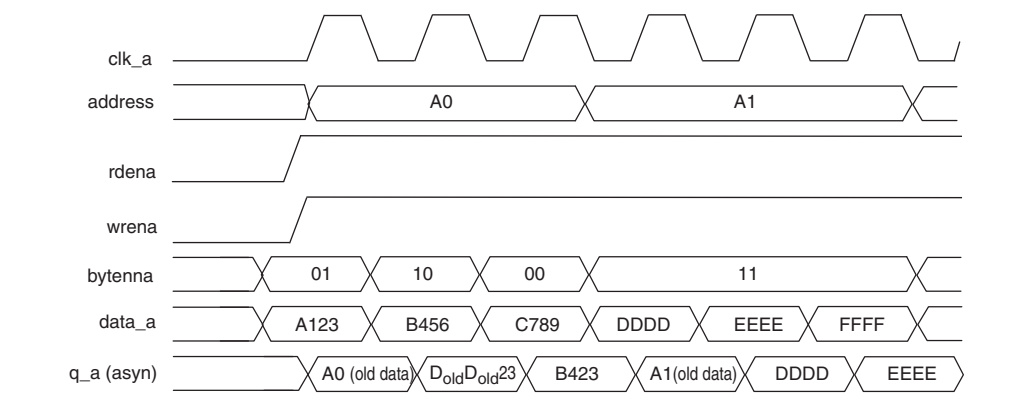 clk_a
address A0 A1
rdena
wrena
bytenna 01 10 00 11
data_a A123 B456 C789 DDDD EEEE FFFF
q_a (asyn) A0 (old data) DoldDold23 B423 A1(old data) DDDD EEEE